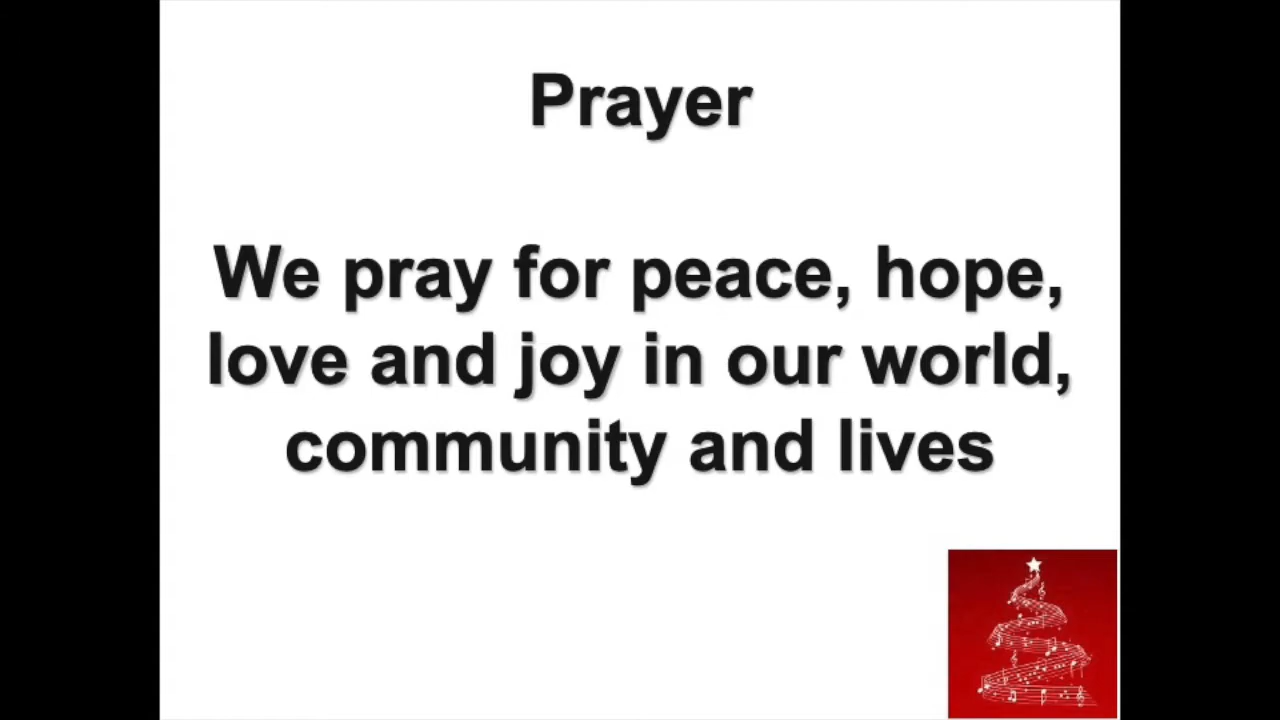 Prayer
We pray for peace, hope,
love and joy in our world,
community and lives